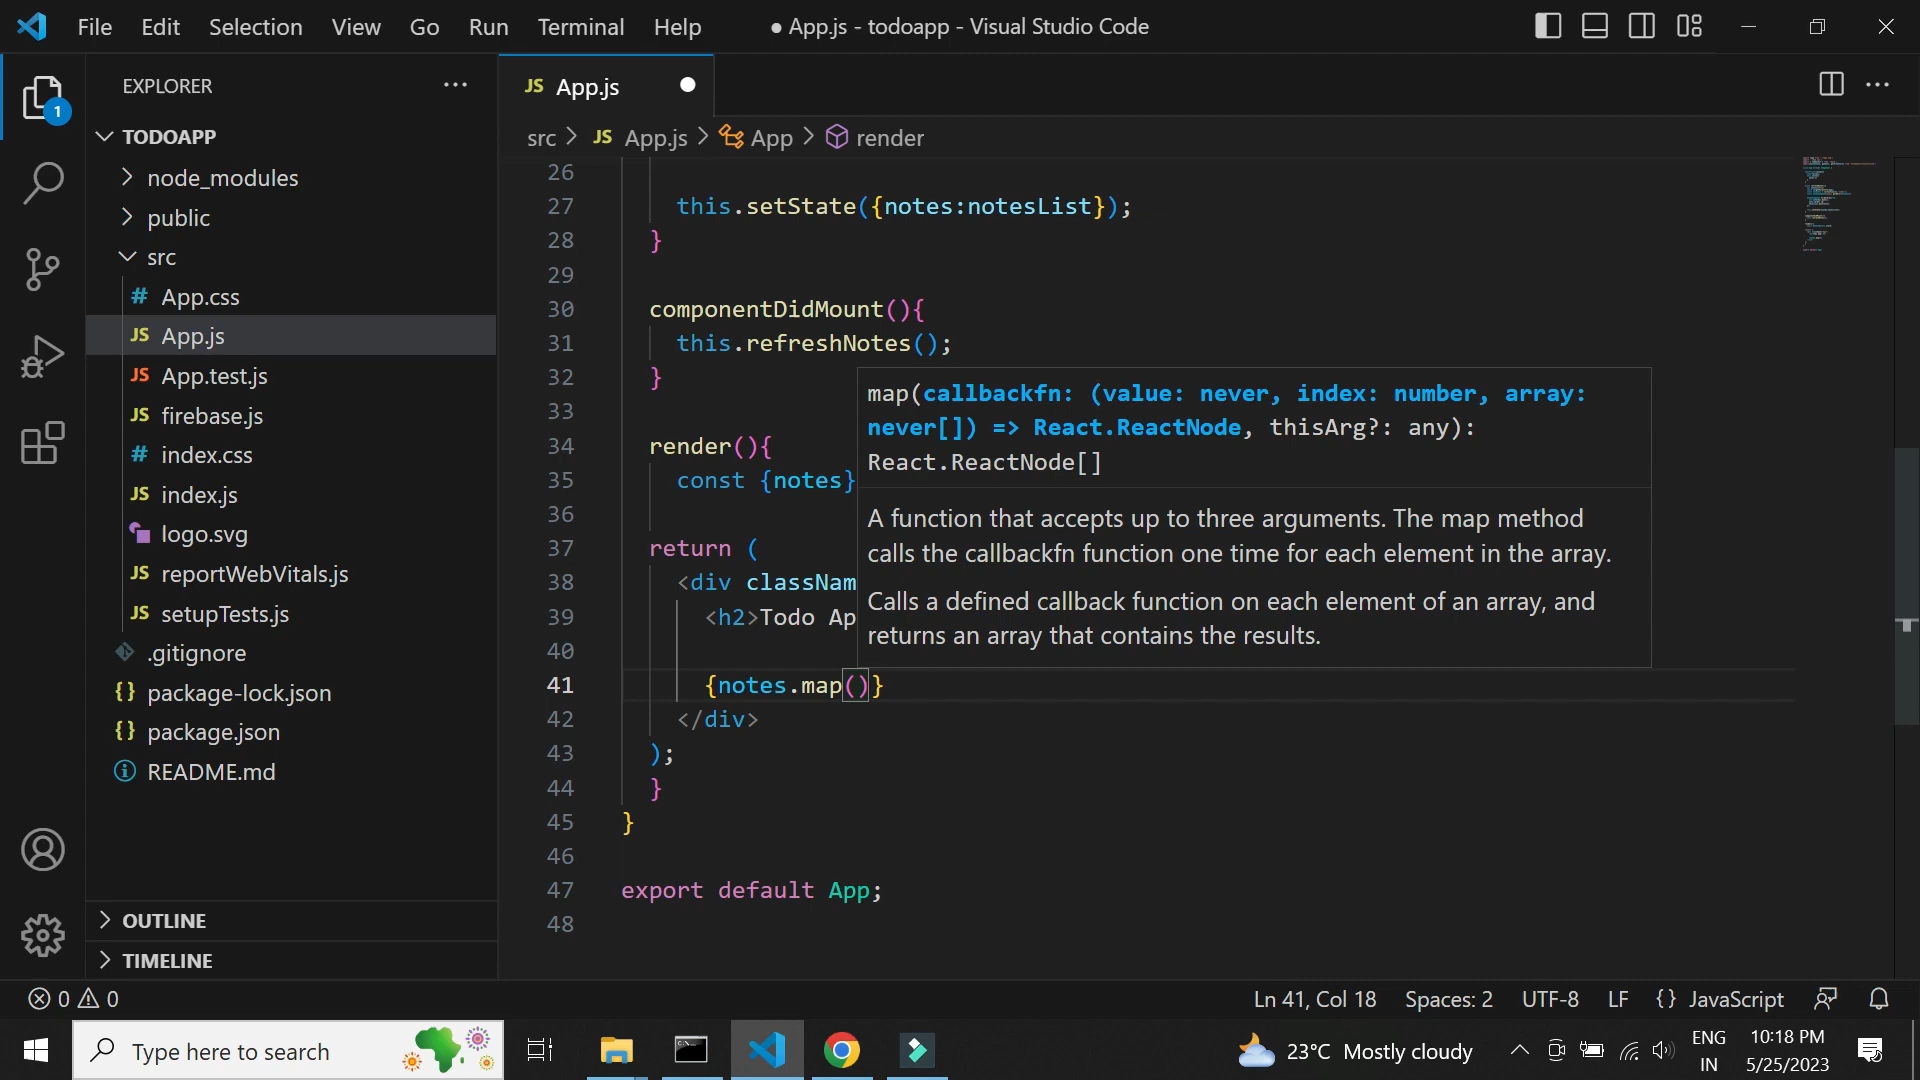 File Edit Selection View Go Run Terminal Help
● App.js - todoapp - Visual Studio Code
1
EXPLORER
TODOAPP
node_modules
public
src
# App.css
JS App.js
JS App.test.js
JS firebase.js
# index.css
JS index.js
logo.svg
JS reportWebVitals.js
JS setupTests.js
.gitignore
{} package-lock.json
{} package.json
README.md
OUTLINE
TIMELINE
JS App.js
src > JS App.js > App > render
26
27 this.setState({notes:notesList});
28 }
29
30 componentDidMount(){
31 this.refreshNotes();
32 }
33
34 render(){
35 const {notes}
36
37 return (
38 <div classNam
39 <h2>Todo Ap
40
41 {notes.map()}
42 </div>
43 );
44 }
45 }
46
47 export default App;
48
map(callbackfn: (value: never, index: number, array:
never[]) => React.ReactNode, thisArg?: any):
React.ReactNode[]
A function that accepts up to three arguments. The map method
calls the callbackfn function one time for each element in the array.
Calls a defined callback function on each element of an array, and
returns an array that contains the results.
0 0
Ln 41, Col 18 Spaces: 2 UTF-8 LF {} JavaScript
Type here to search
23°C Mostly cloudy
ENG
IN
10:18 PM
5/25/2023